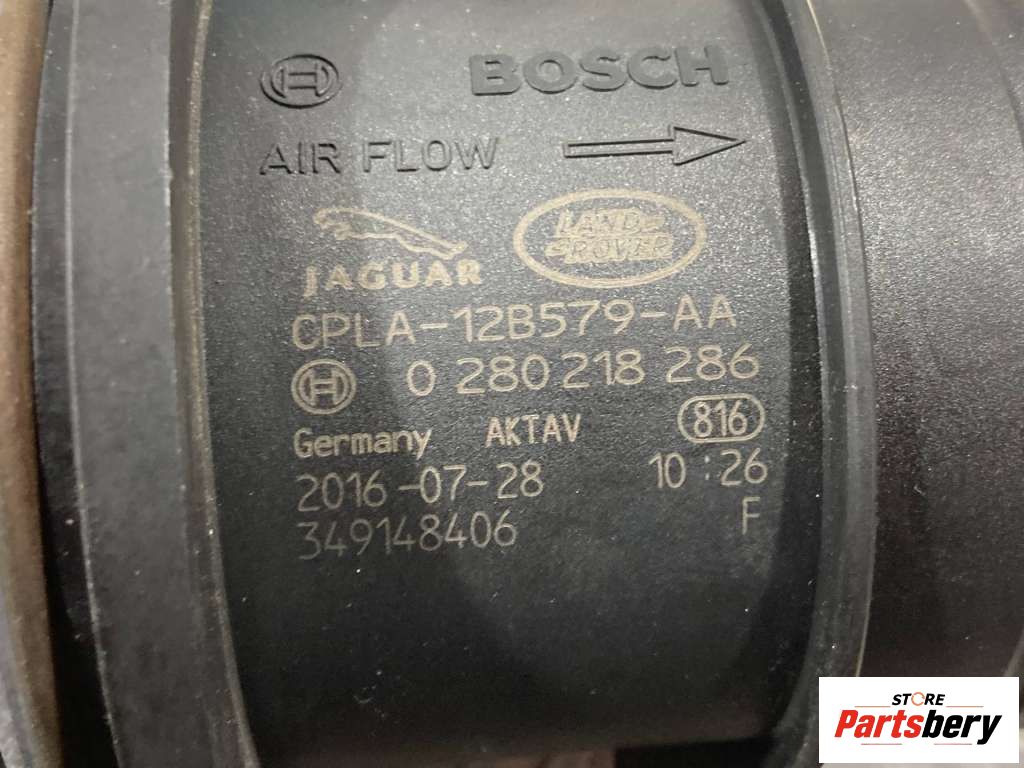 BOSCH
AIR FLOW
JAGUAR
LAND ROVER
CPLA-12B579-AA
0 280 218 286
Germany AKTAV 816
2016-07-28 10:26
349148406 F
STORE
Partsbery